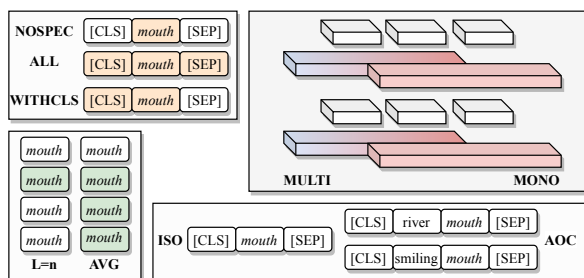 NOSPEC [CLS] mouth [SEP]
ALL [CLS] mouth [SEP]
WITHCLS [CLS] mouth [SEP]
MULTI MONO
mouth mouth
mouth mouth
mouth mouth
mouth mouth
L=n AVG
ISO [CLS] mouth [SEP]
[CLS] river mouth [SEP]
AOC
[CLS] smiling mouth [SEP]